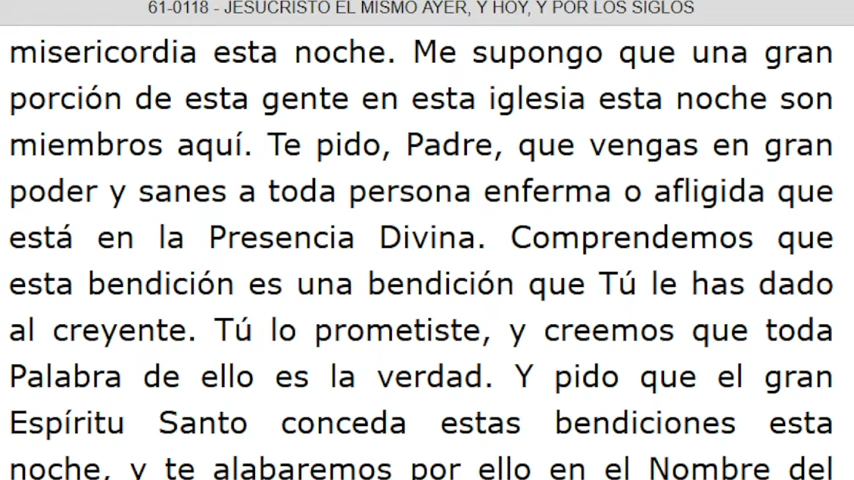 61-0118 - JESUCRISTO EL MISMO AYER, Y HOY, Y POR LOS SIGLOS
misericordia esta noche. Me supongo que una gran
porción de esta gente en esta iglesia esta noche son
miembros aquí. Te pido, Padre, que vengas en gran
poder y sanes a toda persona enferma o afligida que
está en la Presencia Divina. Comprendemos que
esta bendición es una bendición que Tú le has dado
al creyente. Tú lo prometiste, y creemos que toda
Palabra de ello es la verdad. Y pido que el gran
Espíritu Santo conceda estas bendiciones esta
noche, y te alabaremos por ello en el Nombre del